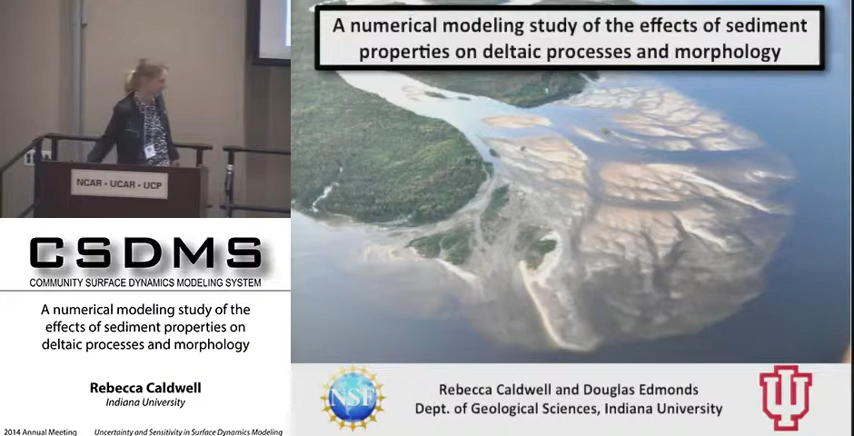 A numerical modeling study of the effects of sediment
properties on deltaic processes and morphology
NCAR - UCAR - UCP
CSDMS
COMMUNITY SURFACE DYNAMICS MODELING SYSTEM
A numerical modeling study of the
effects of sediment properties on
deltaic processes and morphology
Rebecca Caldwell
Indiana University
2014 Annual Meeting Uncertainty and Sensitivity in Surface Dynamics Modeling
NSF
Rebecca Caldwell and Douglas Edmonds
Dept. of Geological Sciences, Indiana University